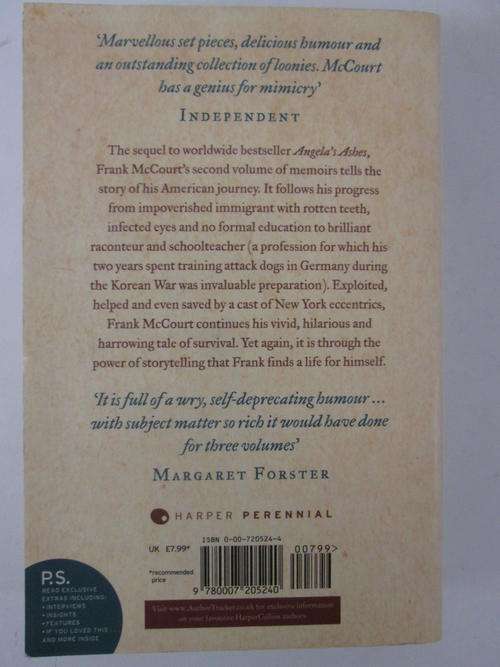 ‘Marvellous set pieces, delicious humour and
an outstanding collection of loonies. McCourt
has a genius for mimicry’
INDEPENDENT
The sequel to worldwide bestseller Angela’s Ashes,
Frank McCourt’s second volume of memoirs tells the
story of his American journey. It follows his progress
from impoverished immigrant with rotten teeth,
infected eyes and no formal education to brilliant
raconteur and schoolteacher (a profession for which his
two years spent training attack dogs in Germany during
the Korean War was invaluable preparation). Exploited,
helped and even saved by a cast of New York eccentrics,
Frank McCourt continues his vivid, hilarious and
harrowing tale of survival. Yet again, it is through the
power of storytelling that Frank finds a life for himself.
‘It is full of a wry, self-deprecating humour ...
with subject matter so rich it would have done
for three volumes’
MARGARET FORSTER
HARPER PERENNIAL
ISBN 0-00-720524-4
UK £7.99*
00799>
*recommended
price
9 780007 205240
Visit www.AuthorTracker.co.uk for exclusive information
on your favourite HarperCollins authors
P.S.
READ EXCLUSIVE
EXTRAS INCLUDING:
• INTERVIEWS
• INSIGHTS
• FEATURES
• IF YOU LOVED THIS...
AND MORE INSIDE